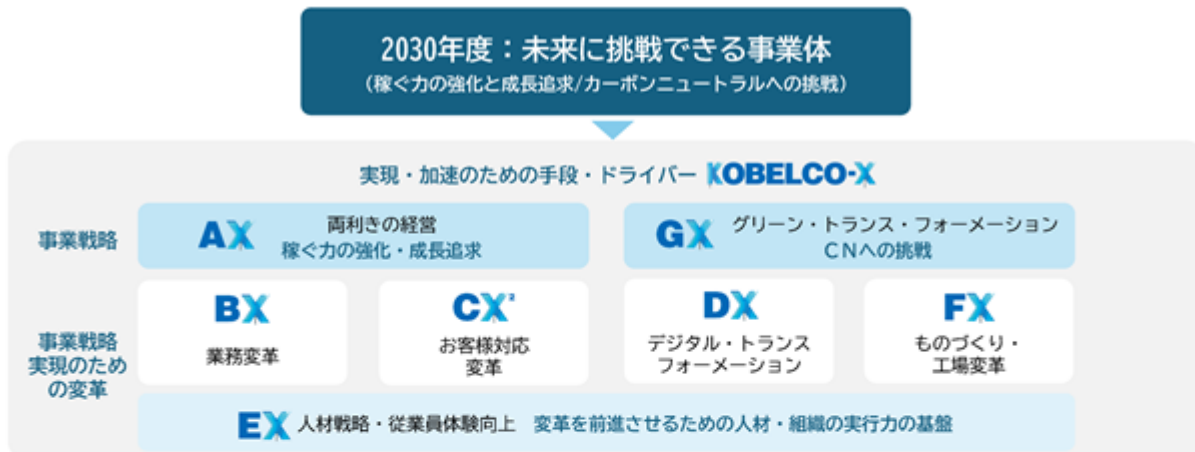 2030年度：未来に挑戦できる事業体
（稼ぐ力の強化と成長追求/カーボンニュートラルへの挑戦）
実現・加速のための手段・ドライバー KOBELCO-X
事業戦略
AX
両利きの経営
稼ぐ力の強化・成長追求
GX
グリーン・トランス・フォーメーション
CNへの挑戦
事業戦略
実現のため
の変革
BX
業務変革
CX²
お客様対応
変革
DX
デジタル・トランス
フォーメーション
FX
ものづくり・
工場変革
EX 人材戦略・従業員体験向上 変革を前進させるための人材・組織の実行力の基盤